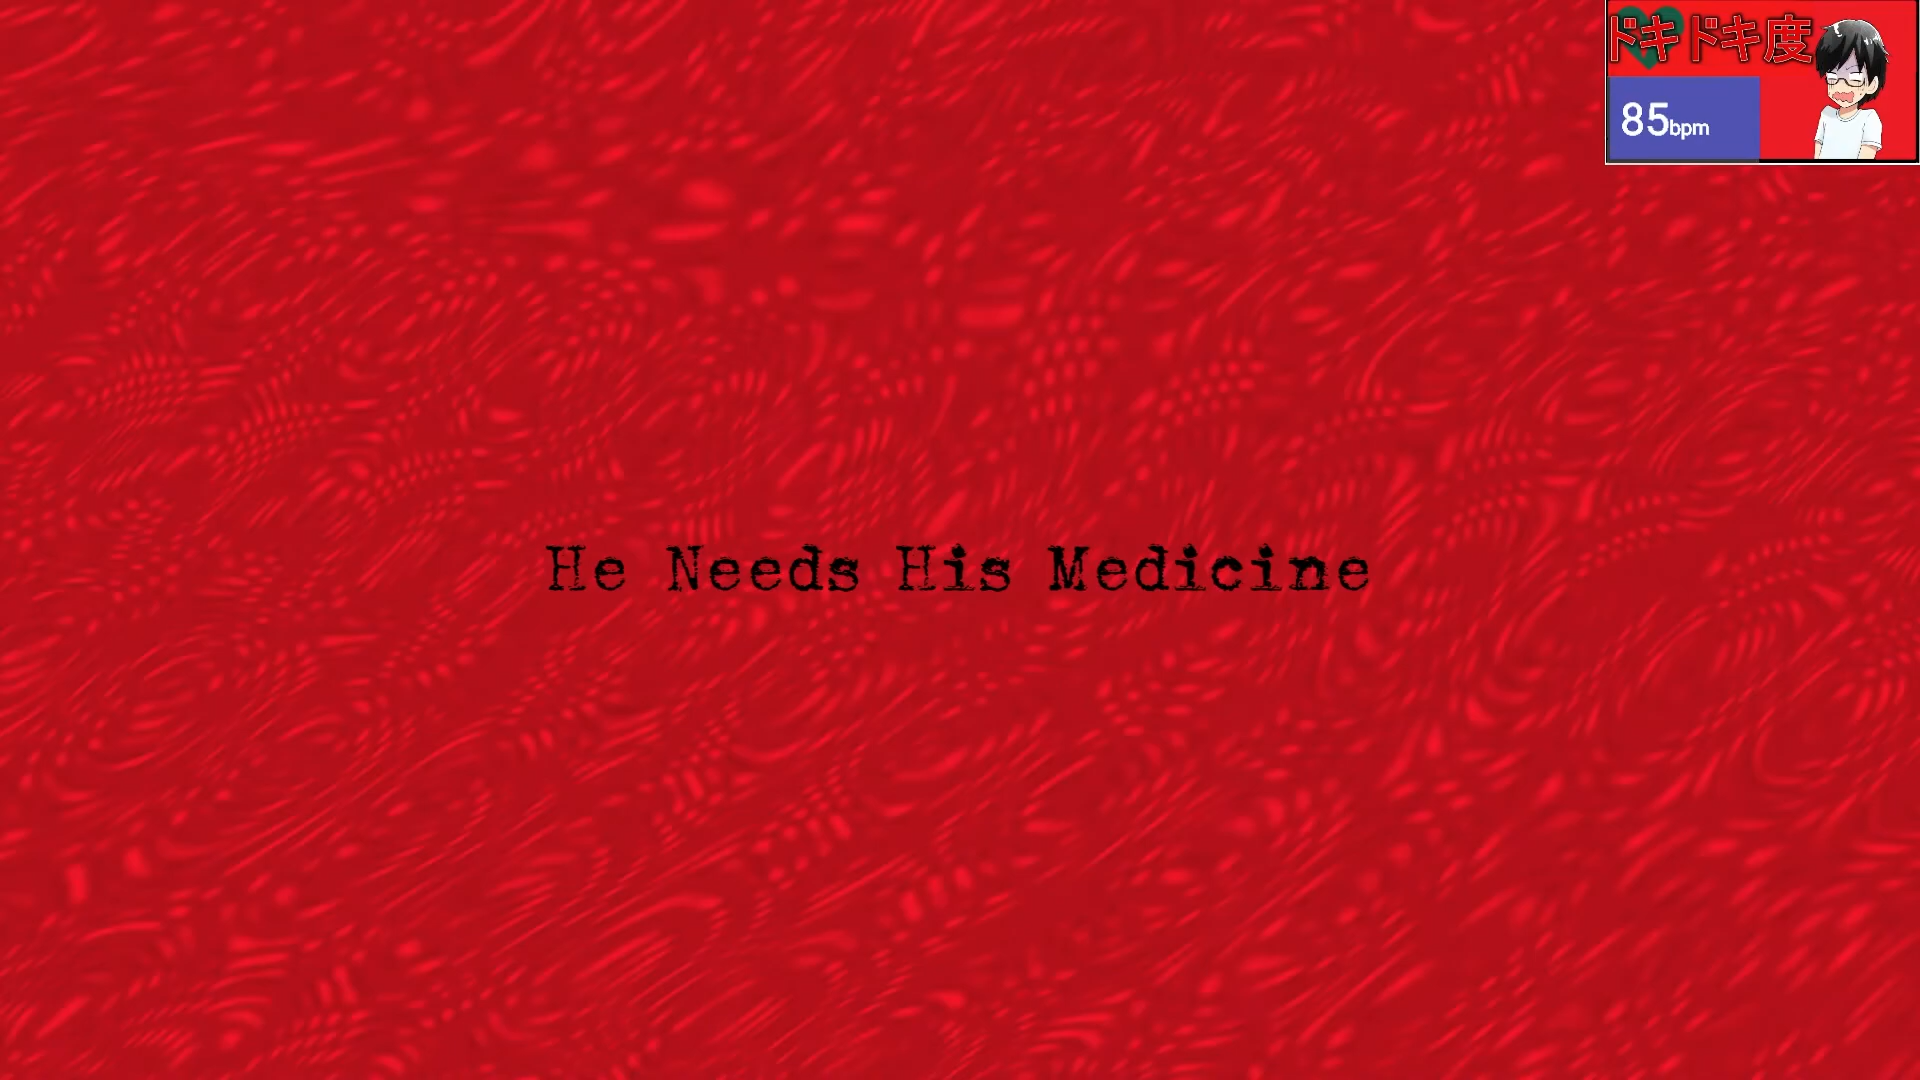 ドキドキ度
85bpm
He Needs His Medicine